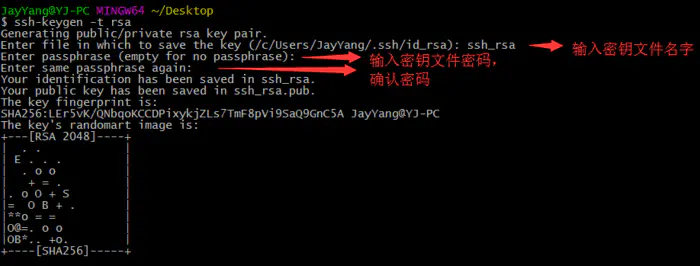 JayYang@YJ-PC MINGW64 ~/Desktop
$ ssh-keygen -t rsa
Generating public/private rsa key pair.
Enter file in which to save the key (/c/Users/JayYang/.ssh/id_rsa): ssh_rsa
输入密钥文件名字
Enter passphrase (empty for no passphrase):
输入密钥文件密码,
Enter same passphrase again:
确认密码
Your identification has been saved in ssh_rsa.
Your public key has been saved in ssh_rsa.pub.
The key fingerprint is:
SHA256:LEr5vK/QNbqoKCCDPixykjZLs7TmF8pVi9SaQ9GnC5A JayYang@YJ-PC
The key's randomart image is:
+---[RSA 2048]----+
|  . .            |
| E . . .         |
|  . o o          |
|   + = .         |
|. o O + S        |
|=  O B + .       |
|**o = =          |
|O@=. o o         |
|OB*.. +o.        |
+----[SHA256]-----+